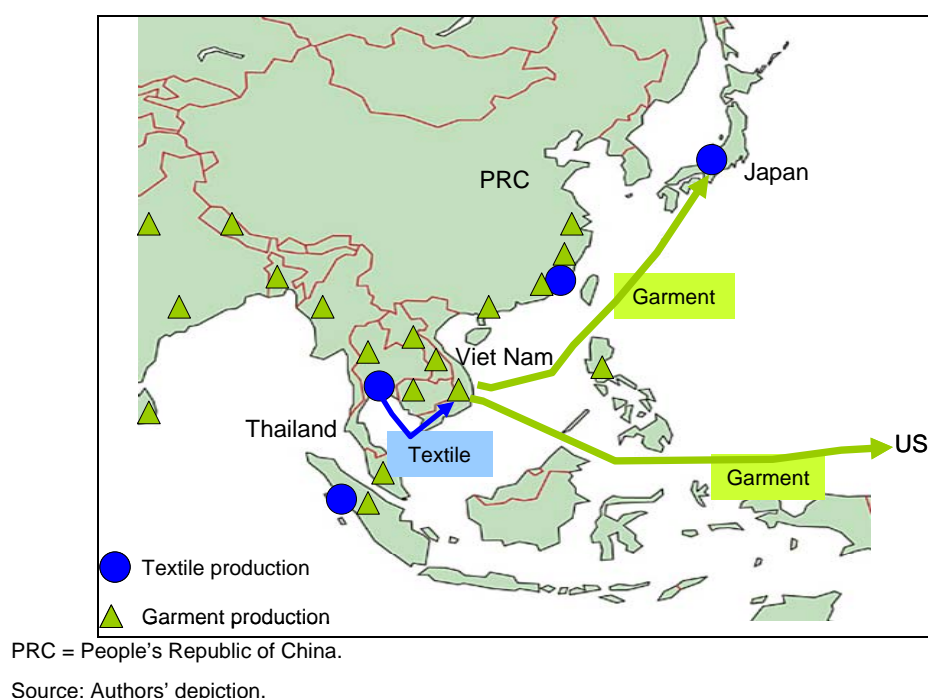 PRC
Japan
Garment
Viet Nam
Thailand
Textile
US
Garment
Textile production
Garment production
PRC = People's Republic of China.
Source: Authors' depiction.